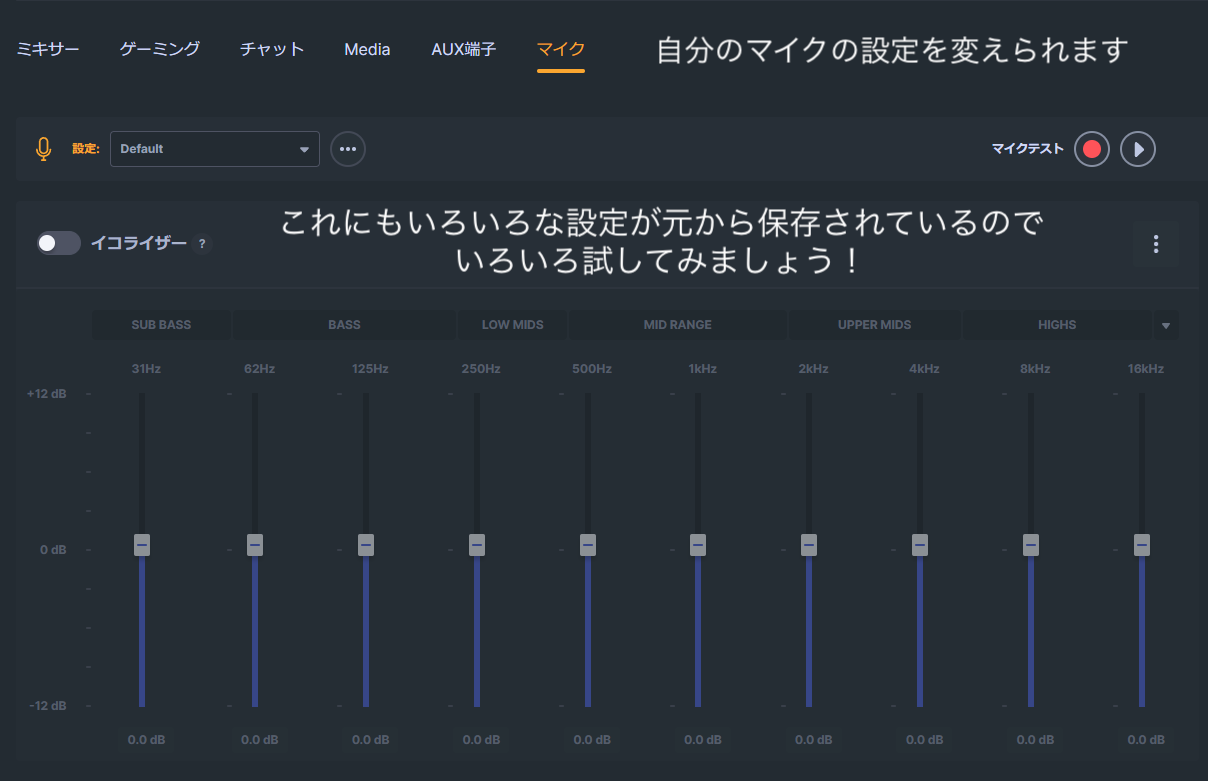 ミキサー ゲーミング チャット Media AUX端子 マイク 自分のマイクの設定を変えられます
設定: Default マイクテスト
これにもいろいろな設定が元から保存されているので
いろいろ試してみましょう！
イコライザー ?
SUB BASS BASS LOW MIDS MID RANGE UPPER MIDS HIGHS
31Hz 62Hz 125Hz 250Hz 500Hz 1kHz 2kHz 4kHz 8kHz 16kHz
+12 dB
0 dB
-12 dB
0.0 dB 0.0 dB 0.0 dB 0.0 dB 0.0 dB 0.0 dB 0.0 dB 0.0 dB 0.0 dB 0.0 dB